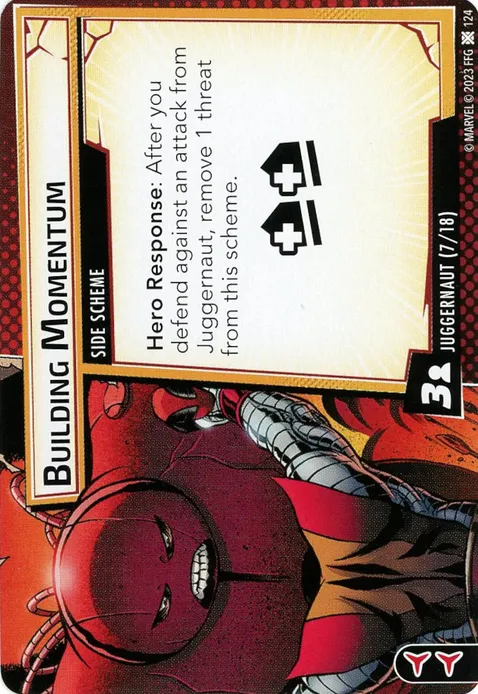 BUILDING MOMENTUM
SIDE SCHEME
Hero Response: After you
defend against an attack from
Juggernaut, remove 1 threat
from this scheme.
3
JUGGERNAUT (7/18)
© MARVEL © 2023 FFG 124